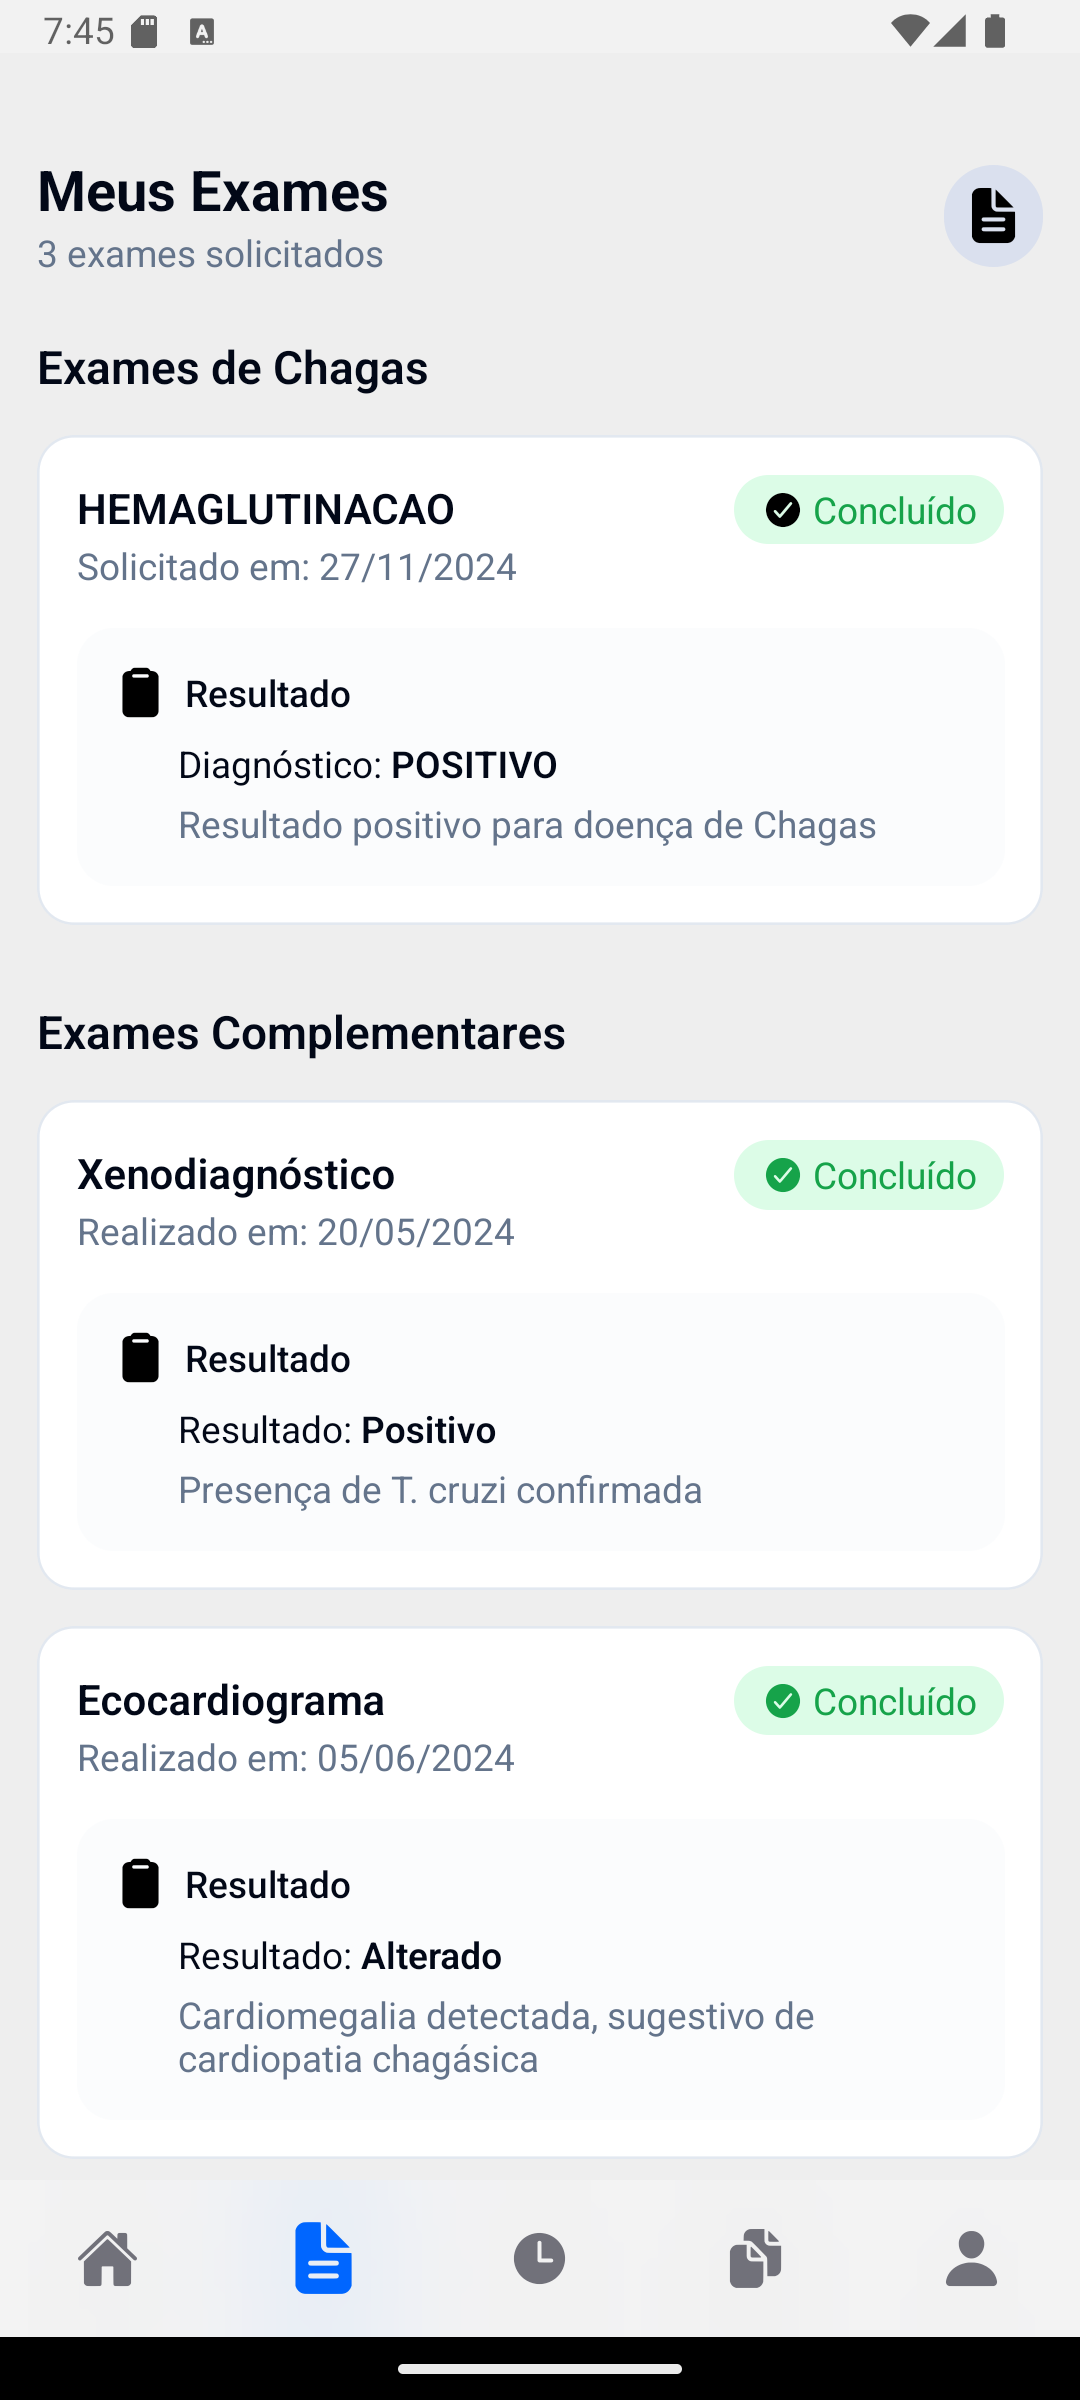 7:45
Meus Exames
3 exames solicitados
Exames de Chagas
HEMAGLUTINACAO
Concluído
Solicitado em: 27/11/2024
Resultado
Diagnóstico: POSITIVO
Resultado positivo para doença de Chagas
Exames Complementares
Xenodiagnóstico
Concluído
Realizado em: 20/05/2024
Resultado
Resultado: Positivo
Presença de T. cruzi confirmada
Ecocardiograma
Concluído
Realizado em: 05/06/2024
Resultado
Resultado: Alterado
Cardiomegalia detectada, sugestivo de
cardiopatia chagásica